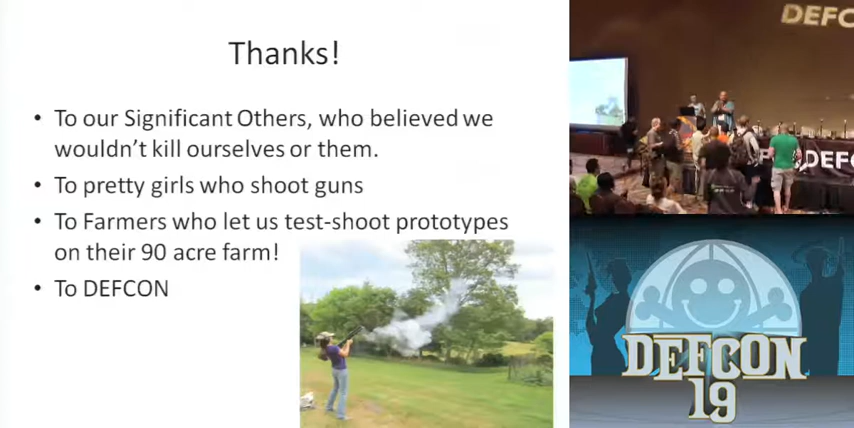 Thanks!
• To our Significant Others, who believed we
wouldn't kill ourselves or them.
• To pretty girls who shoot guns
• To Farmers who let us test-shoot prototypes
on their 90 acre farm!
• To DEFCON
DEFC
DEFC
DEFCON
19